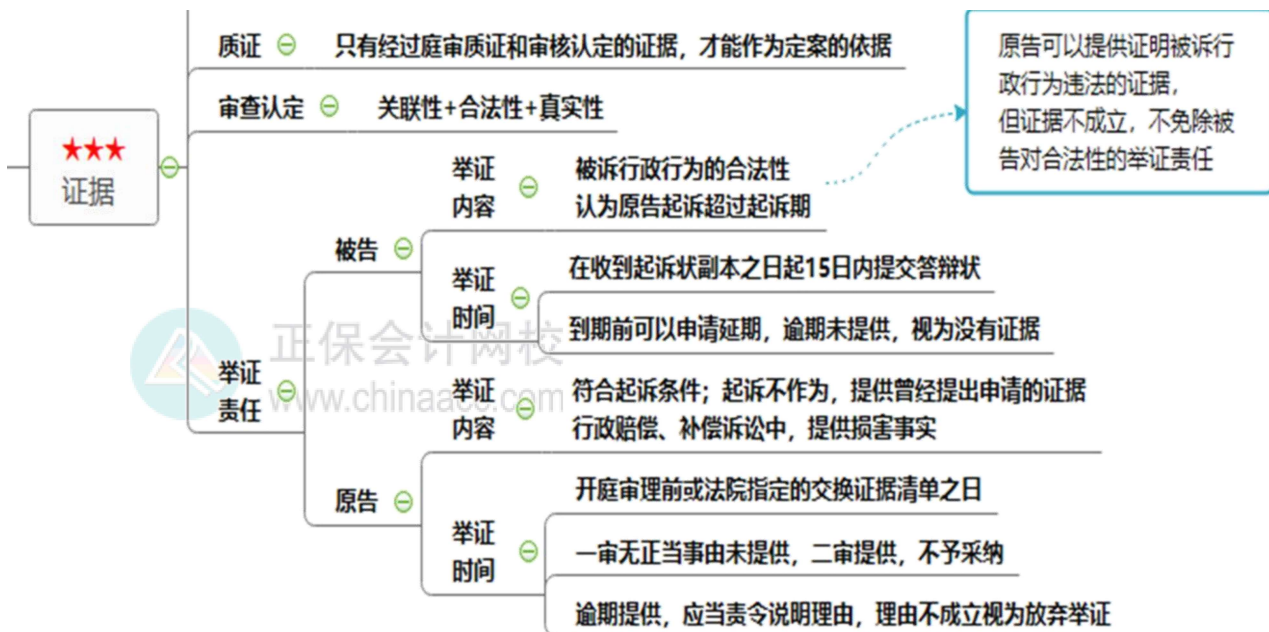 质证
只有经过庭审质证和审核认定的证据，才能作为定案的依据
审查认定
关联性+合法性+真实性
★★★
证据
原告可以提供证明被诉行
政行为违法的证据，
但证据不成立，不免除被
告对合法性的举证责任
举证
责任
被告
举证
内容
被诉行政行为的合法性
认为原告起诉超过起诉期
举证
时间
在收到起诉状副本之日起15日内提交答辩状
到期前可以申请延期，逾期未提供，视为没有证据
原告
举证
内容
符合起诉条件；起诉不作为，提供曾经提出申请的证据
行政赔偿、补偿诉讼中，提供损害事实
举证
时间
开庭审理前或法院指定的交换证据清单之日
一审无正当事由未提供，二审提供，不予采纳
逾期提供，应当责令说明理由，理由不成立视为放弃举证
正保会计网校
www.chinaacc.com